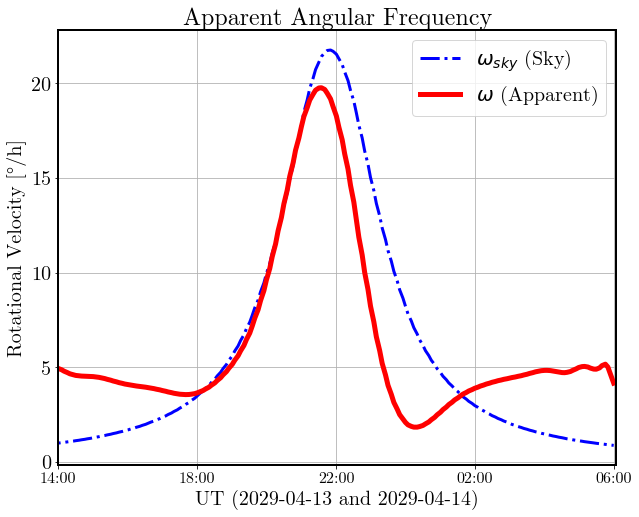 Apparent Angular Frequency
ω_sky (Sky)
ω (Apparent)
Rotational Velocity [°/h]
20
15
10
5
0
14:00 18:00 22:00 02:00 06:00
UT (2029-04-13 and 2029-04-14)